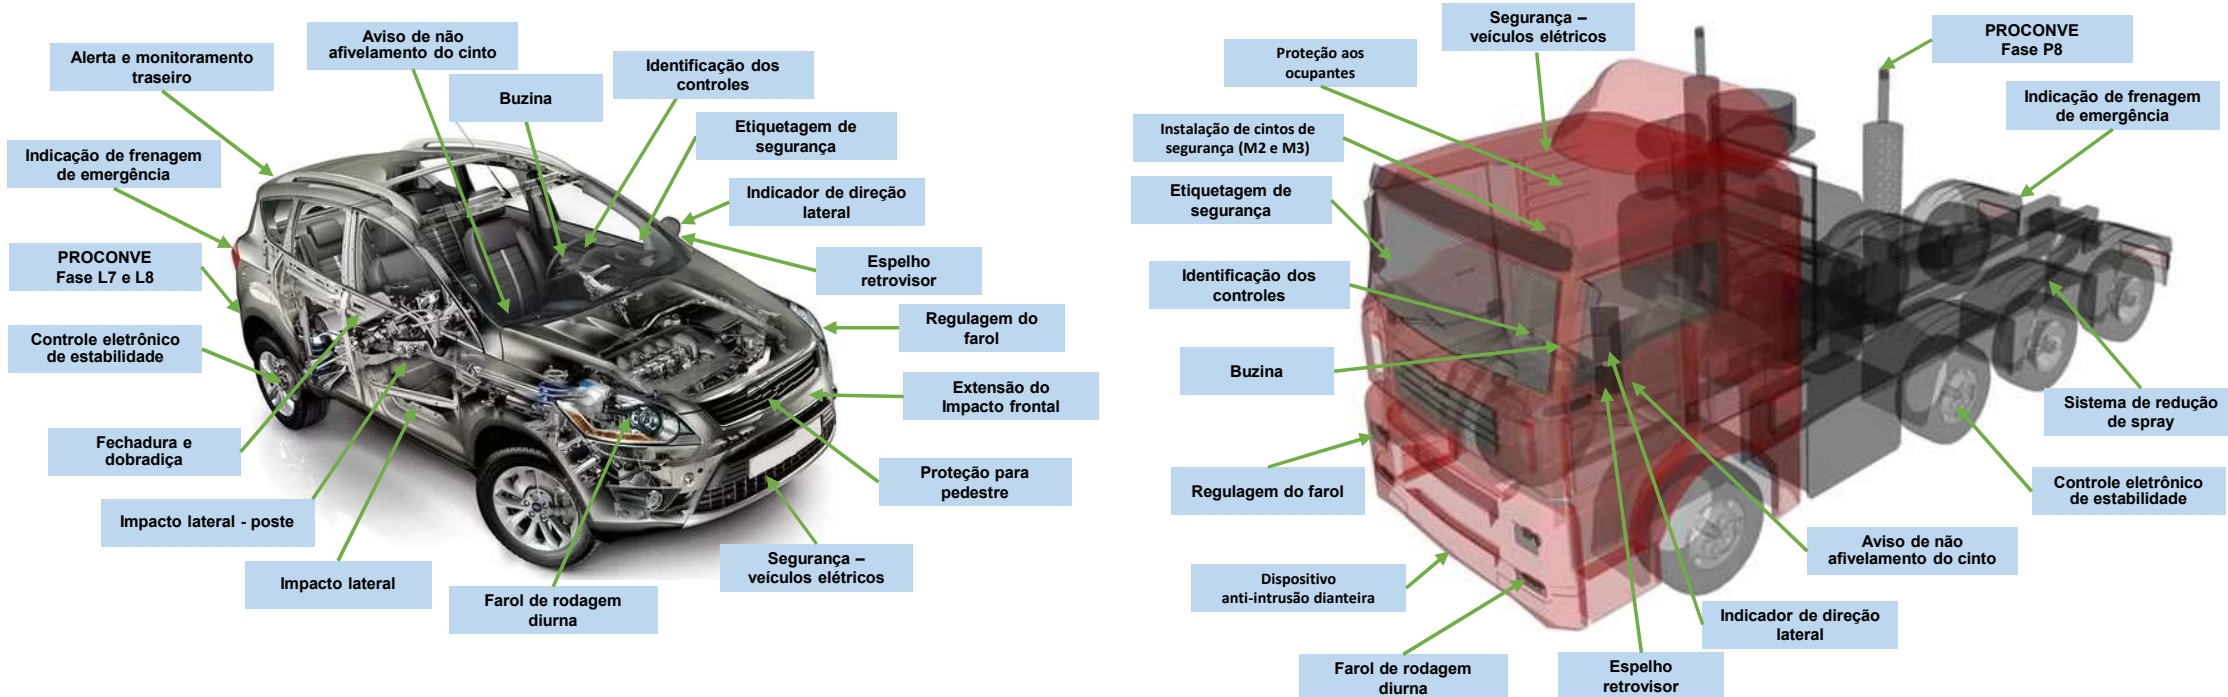 Alerta e monitoramento
traseiro
Aviso de não
afivelamento do cinto
Buzina
Identificação dos
controles
Etiquetagem de
segurança
Indicador de direção
lateral
Espelho
retrovisor
Regulagem do
farol
Extensão do
Impacto frontal
Proteção para
pedestre
Segurança –
veículos elétricos
Farol de rodagem
diurna
Impacto lateral
Impacto lateral - poste
Fechadura e
dobradiça
Controle eletrônico
de estabilidade
PROCONVE
Fase L7 e L8
Indicação de frenagem
de emergência
Segurança –
veículos elétricos
Proteção aos
ocupantes
Instalação de cintos de
segurança (M2 e M3)
Etiquetagem de
segurança
Identificação dos
controles
Buzina
Regulagem do farol
Dispositivo
anti-intrusão dianteira
Farol de rodagem
diurna
Espelho
retrovisor
Indicador de direção
lateral
Aviso de não
afivelamento do cinto
Controle eletrônico
de estabilidade
Sistema de redução
de spray
Indicação de frenagem
de emergência
PROCONVE
Fase P8